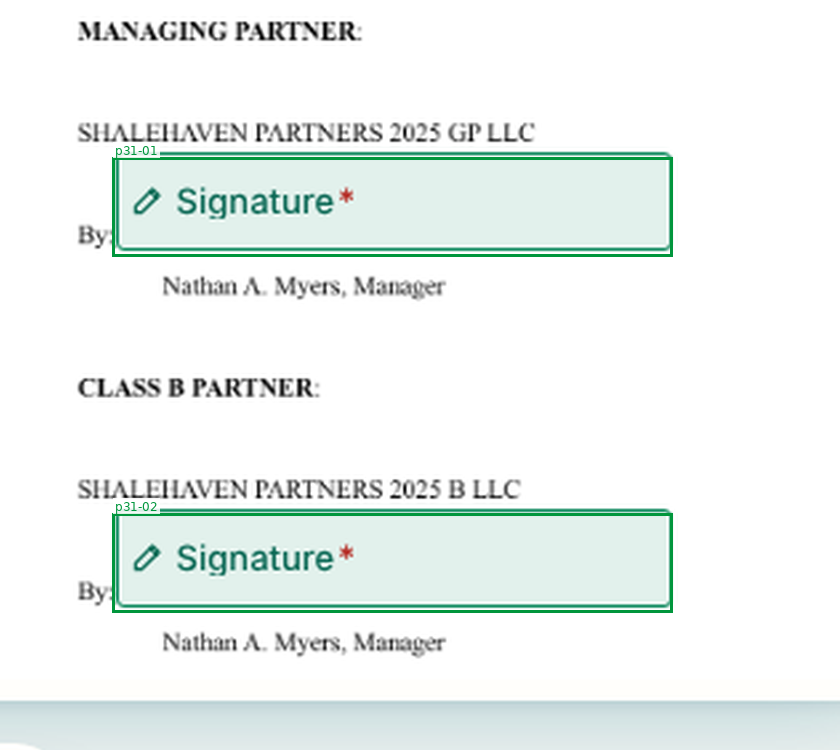 MANAGING PARTNER:
SHALEHAVEN PARTNERS 2025 GP LLC
p31-01
Signature*
By:
Nathan A. Myers, Manager
CLASS B PARTNER:
SHALEHAVEN PARTNERS 2025 B LLC
p31-02
Signature*
By:
Nathan A. Myers, Manager